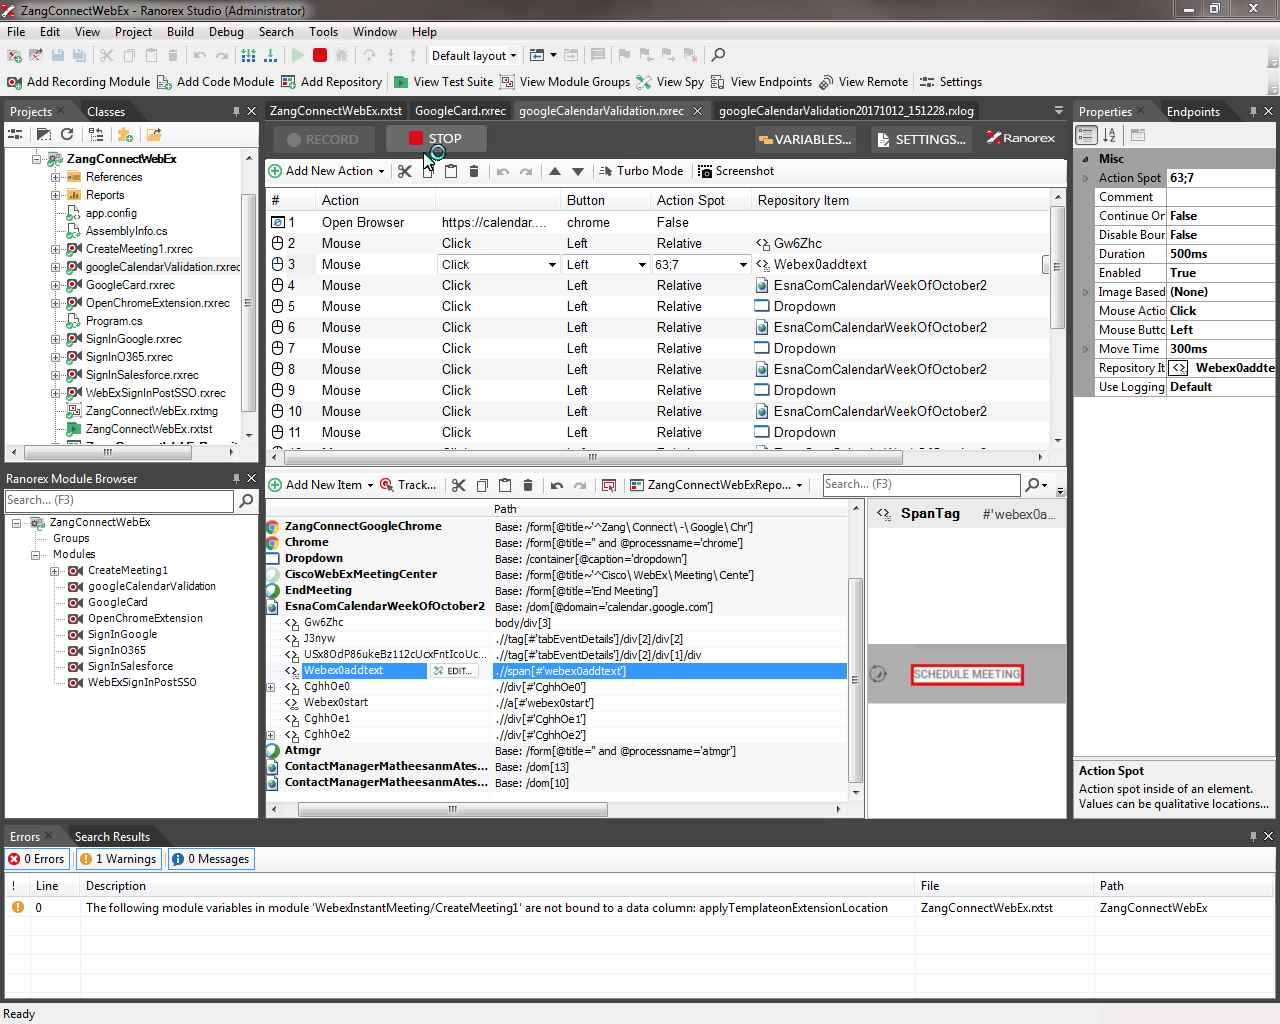 ZangConnectWebEx - Ranorex Studio (Administrator)
File Edit View Project Build Debug Search Tools Window Help
Default layout
Add Recording Module Add Code Module Add Repository View Test Suite View Module Groups View Spy View Endpoints View Remote Settings
Projects Classes
ZangConnectWebEx
References
Reports
app.config
AssemblyInfo.cs
CreateMeeting1.rxrec
googleCalendarValidation.rxrec
GoogleCard.rxrec
OpenChromeExtension.rxrec
Program.cs
SignInGoogle.rxrec
SignInO365.rxrec
SignInSalesforce.rxrec
WebExSignInPostSSO.rxrec
ZangConnectWebEx.rxtmg
ZangConnectWebEx.rxtst
Ranorex Module Browser
Search... (F3)
ZangConnectWebEx
Groups
Modules
CreateMeeting1
googleCalendarValidation
GoogleCard
OpenChromeExtension
SignInGoogle
SignInO365
SignInSalesforce
WebExSignInPostSSO
ZangConnectWebEx.rxtst GoogleCard.rxrec googleCalendarValidation.rxrec googleCalendarValidation20171012_151228.rxlog
RECORD STOP VARIABLES... SETTINGS... Ranorex
Add New Action Turbo Mode Screenshot
# Action Button Action Spot Repository Item
1 Open Browser https://calendar.... chrome False
2 Mouse Click Left Relative Gw6Zhc
3 Mouse Click Left 63;7 Webex0addtext
4 Mouse Click Left Relative EsnaComCalendarWeekOfOctober2
5 Mouse Click Left Relative Dropdown
6 Mouse Click Left Relative EsnaComCalendarWeekOfOctober2
7 Mouse Click Left Relative Dropdown
8 Mouse Click Left Relative EsnaComCalendarWeekOfOctober2
9 Mouse Click Left Relative Dropdown
10 Mouse Click Left Relative EsnaComCalendarWeekOfOctober2
11 Mouse Click Left Relative Dropdown
Add New Item Track... ZangConnectWebExRepo... Search... (F3)
Path
ZangConnectGoogleChrome Base: /form[@title~'^Zang\ Connect\ -\ Google\ Chr']
Chrome Base: /form[@title='' and @processname='chrome']
Dropdown Base: /container[@caption='dropdown']
CiscoWebExMeetingCenter Base: /form[@title~'^Cisco\ WebEx\ Meeting\ Cente']
EndMeeting Base: /form[@title='End Meeting']
EsnaComCalendarWeekOfOctober2 Base: /dom[@domain='calendar.google.com']
Gw6Zhc body/div[3]
J3nyw .//tag[#'tabEventDetails']/div[2]/div[2]
USx8OdP86ukeBz112cUcxFntIcoUc... .//tag[#'tabEventDetails']/div[2]/div[1]/div
Webex0addtext EDIT... .//span[#'webex0addtext']
CghhOe0 .//div[#'CghhOe0']
Webex0start .//a[#'webex0start']
CghhOe1 .//div[#'CghhOe1']
CghhOe2 .//div[#'CghhOe2']
Atmgr Base: /form[@title='' and @processname='atmgr']
ContactManagerMatheesanmAtes... Base: /dom[13]
ContactManagerMatheesanmAtes... Base: /dom[10]
SpanTag #'webex0a...
SCHEDULE MEETING
Properties Endpoints
Misc
Action Spot 63;7
Comment
Continue Or False
Disable Bour False
Duration 500ms
Enabled True
Image Based (None)
Mouse Actio Click
Mouse Butto Left
Move Time 300ms
Repository It Webex0addte
Use Logging Default
Action Spot
Action spot inside of an element.
Values can be qualitative locations...
Errors Search Results
0 Errors 1 Warnings 0 Messages
! Line Description File Path
0 The following module variables in module 'WebexInstantMeeting/CreateMeeting1' are not bound to a data column: applyTemplateonExtensionLocation ZangConnectWebEx.rxtst ZangConnectWebEx
Ready